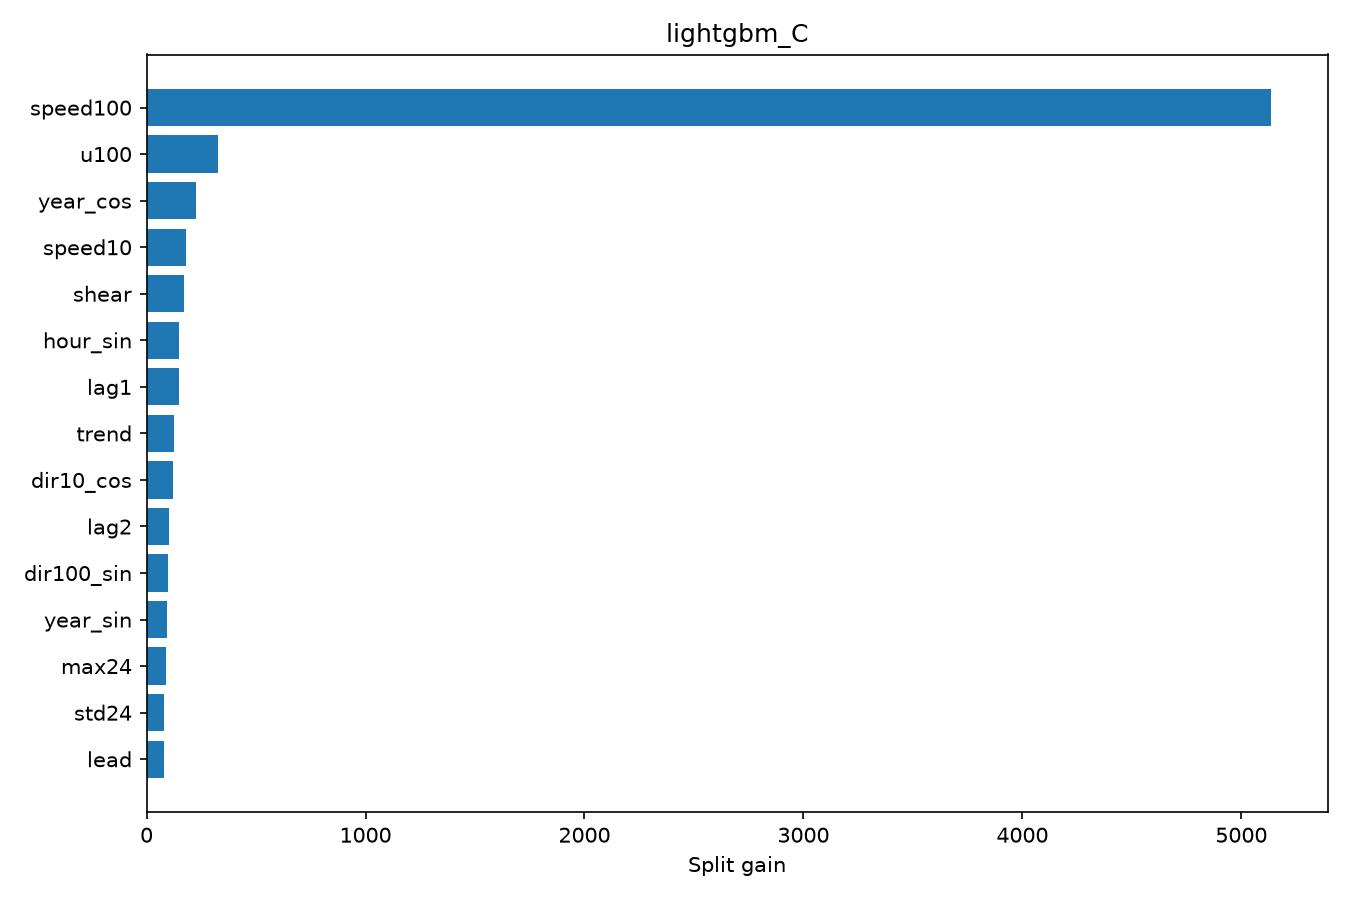 lightgbm_C
speed100
u100
year_cos
speed10
shear
hour_sin
lag1
trend
dir10_cos
lag2
dir100_sin
year_sin
max24
std24
lead
0 1000 2000 3000 4000 5000
Split gain